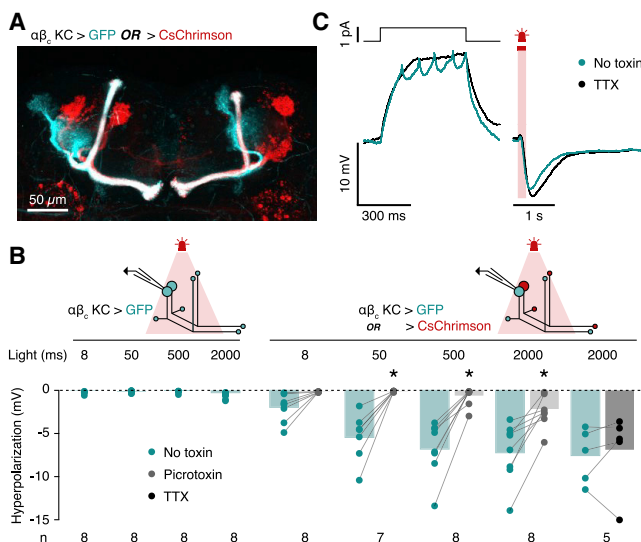 A
αβc KC > GFP OR > CsChrimson
50 µm
C
1 pA
No toxin
TTX
10 mV
300 ms
1 s
B
αβc KC > GFP
αβc KC > GFP
OR > CsChrimson
Light (ms) 8 50 500 2000 8 50 500 2000 2000
* * *
Hyperpolarization (mV)
0
-5
-10
-15
No toxin
Picrotoxin
TTX
n 8 8 8 8 8 7 8 8 5